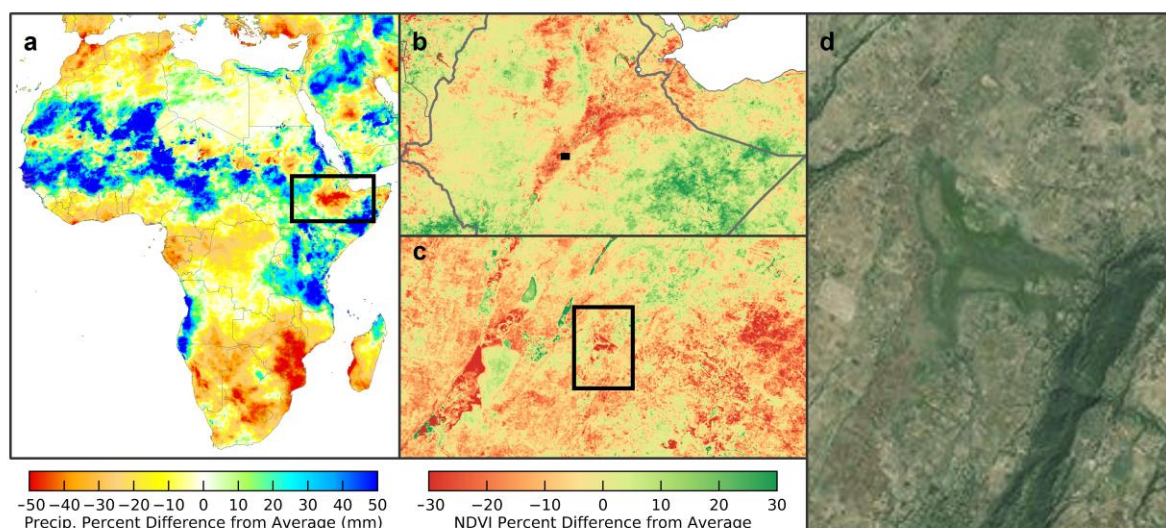 a
b
c
d
−50 −40 −30 −20 −10 0 10 20 30 40 50
Precip. Percent Difference from Average (mm)
−30 −20 −10 0 10 20 30
NDVI Percent Difference from Average